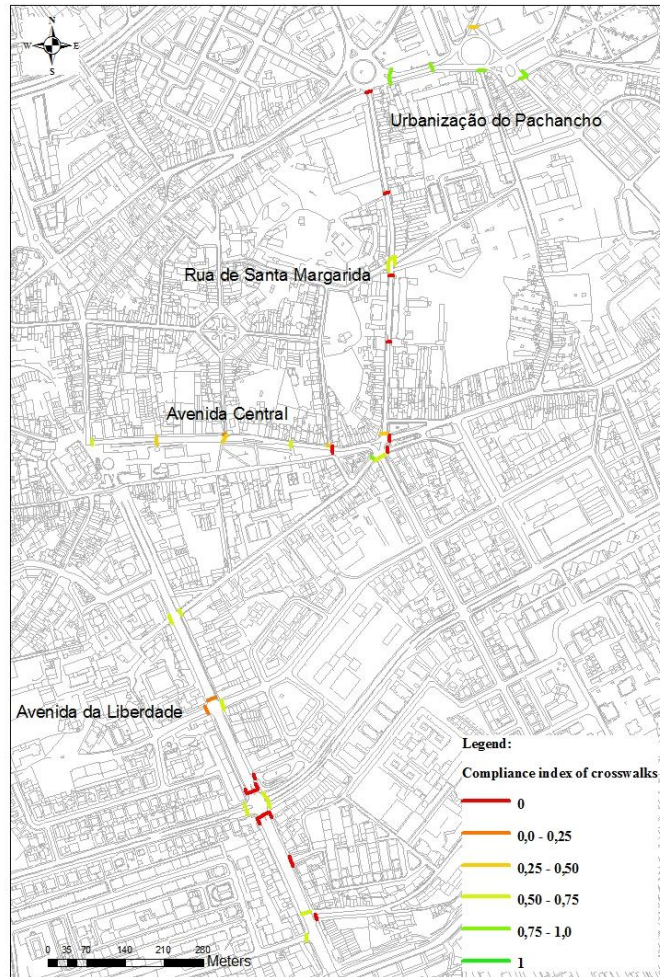 N
W E
S
Urbanização do Pachancho
Rua de Santa Margarida
Avenida Central
Avenida da Liberdade
Legend:
Compliance index of crosswalks
0
0,0 - 0,25
0,25 - 0,50
0,50 - 0,75
0,75 - 1,0
1
0 35 70 140 210 280
Meters